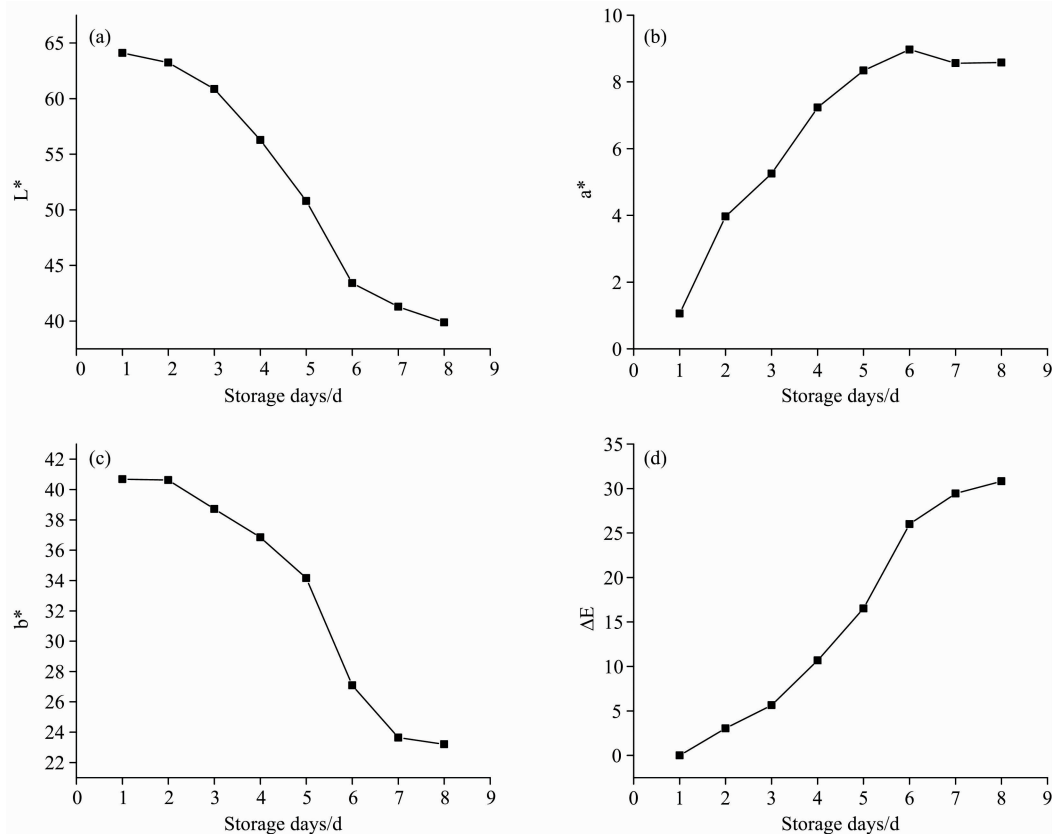 (a)
65
60
55
50
45
40
L*
0 1 2 3 4 5 6 7 8 9
Storage days/d
(b)
10
8
6
4
2
0
a*
0 1 2 3 4 5 6 7 8 9
Storage days/d
(c)
42
40
38
36
34
32
30
28
26
24
22
b*
0 1 2 3 4 5 6 7 8 9
Storage days/d
(d)
35
30
25
20
15
10
5
0
ΔE
0 1 2 3 4 5 6 7 8 9
Storage days/d